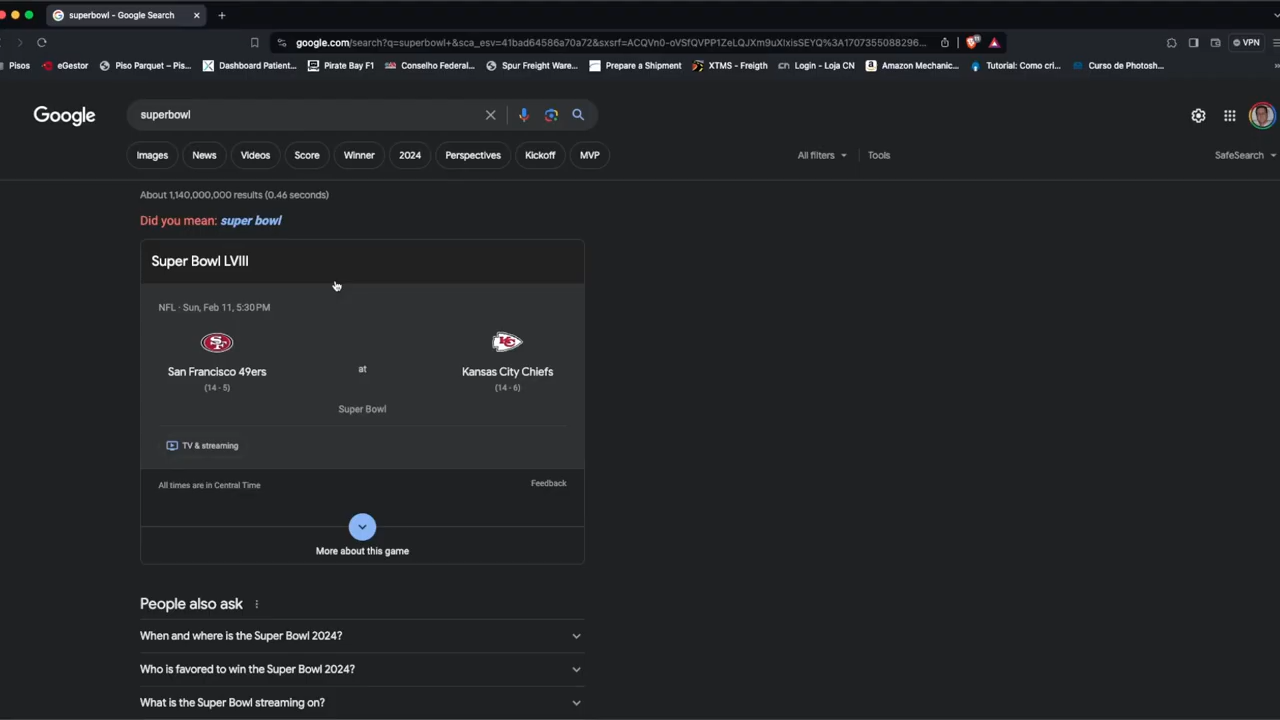 superbowl - Google Search
google.com/search?q=superbowl+&sca_esv=41bad64586a70a72&sxsrf=ACQVn0-oVSfQVPP1ZeLQJXm9uXIxisSEYQ%3A1707355088296...
VPN
Pisos eGestor Piso Parquet – Pis... Dashboard Patient... Pirate Bay F1 Conselho Federal... Spur Freight Ware... Prepare a Shipment XTMS - Freigth Login - Loja CN Amazon Mechanic... Tutorial: Como cri... Curso de Photosh...
Google
superbowl
Images News Videos Score Winner 2024 Perspectives Kickoff MVP All filters Tools SafeSearch
About 1,140,000,000 results (0.46 seconds)
Did you mean: super bowl
Super Bowl LVIII
NFL · Sun, Feb 11, 5:30 PM
San Francisco 49ers at Kansas City Chiefs
(14 - 5) (14 - 6)
Super Bowl
TV & streaming
All times are in Central Time Feedback
More about this game
People also ask
When and where is the Super Bowl 2024?
Who is favored to win the Super Bowl 2024?
What is the Super Bowl streaming on?